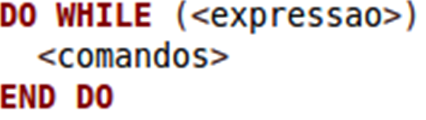 DO WHILE (<expressao>)
<comandos>
END DO